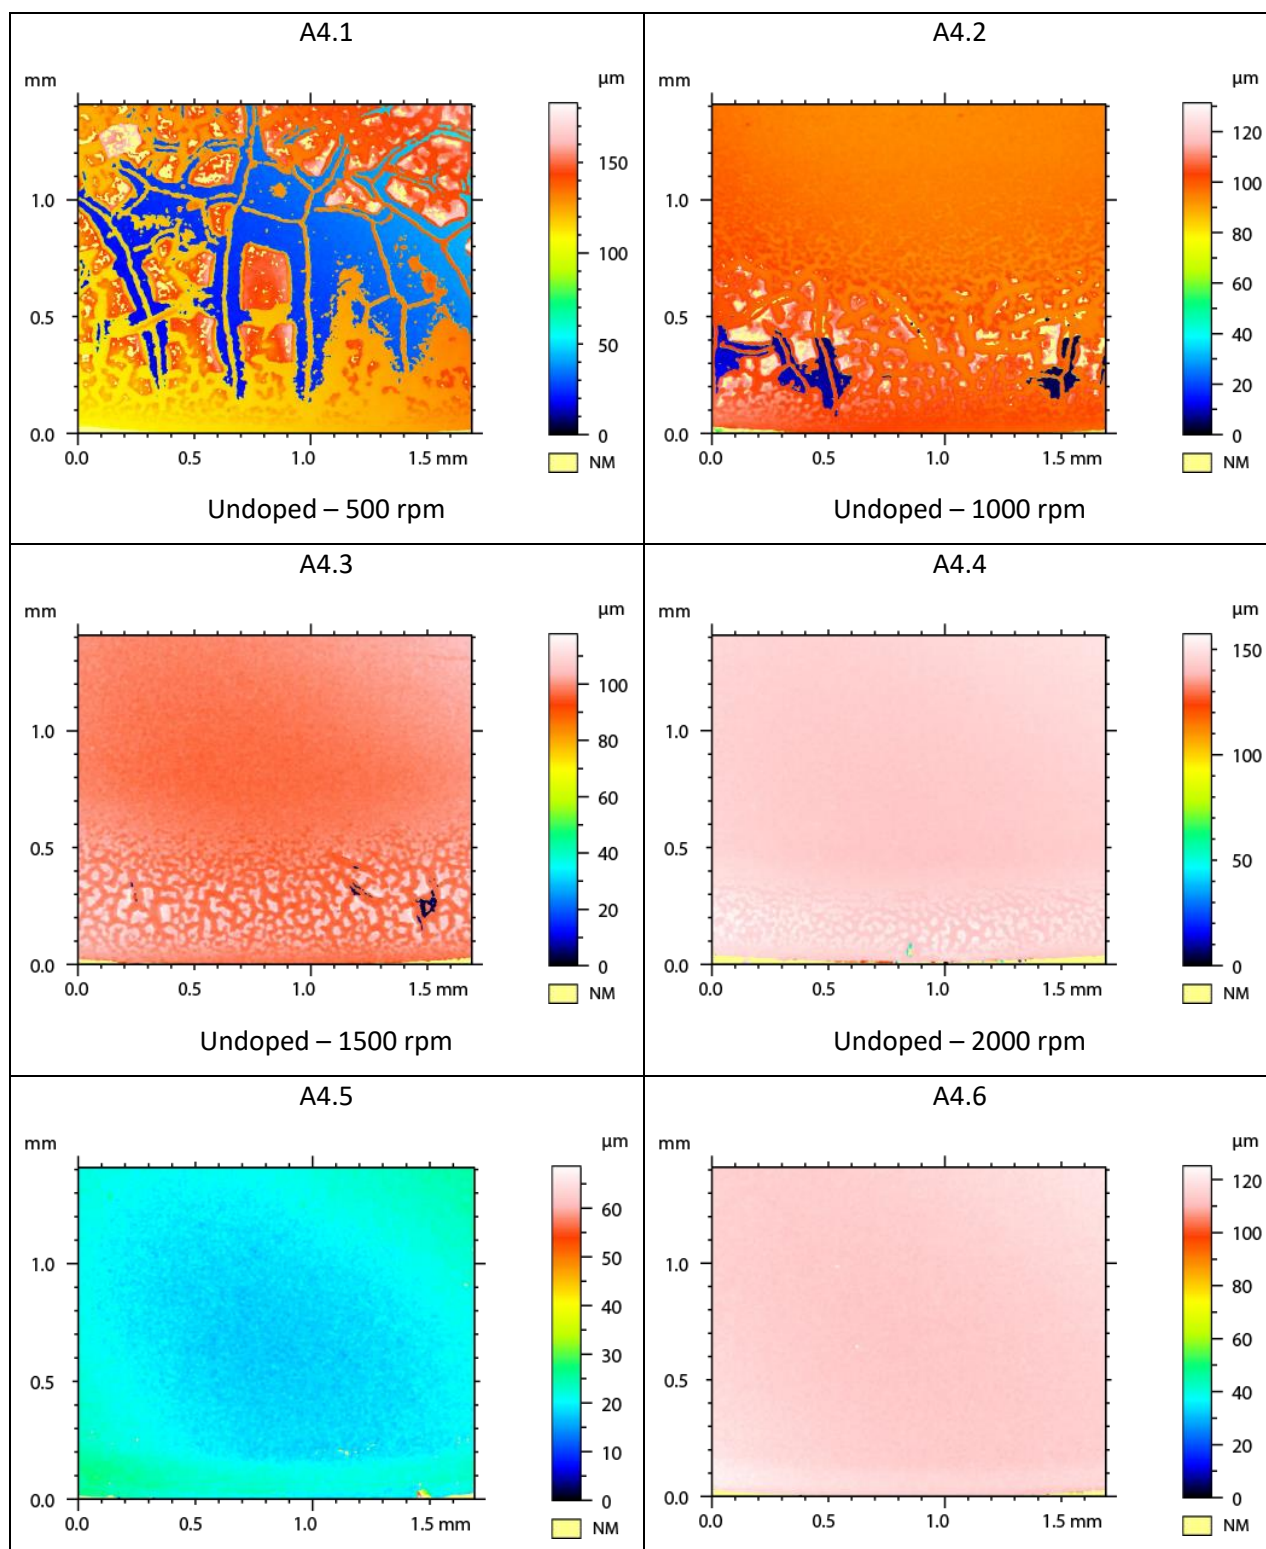 A4.1
mm
µm
150
100
50
0
NM
1.0
0.5
0.0
0.0 0.5 1.0 1.5 mm
Undoped – 500 rpm
A4.2
mm
µm
120
100
80
60
40
20
0
NM
1.0
0.5
0.0
0.0 0.5 1.0 1.5 mm
Undoped – 1000 rpm
A4.3
mm
µm
100
80
60
40
20
0
NM
1.0
0.5
0.0
0.0 0.5 1.0 1.5 mm
Undoped – 1500 rpm
A4.4
mm
µm
150
100
50
0
NM
1.0
0.5
0.0
0.0 0.5 1.0 1.5 mm
Undoped – 2000 rpm
A4.5
mm
µm
60
50
40
30
20
10
0
NM
1.0
0.5
0.0
0.0 0.5 1.0 1.5 mm
A4.6
mm
µm
120
100
80
60
40
20
0
NM
1.0
0.5
0.0
0.0 0.5 1.0 1.5 mm